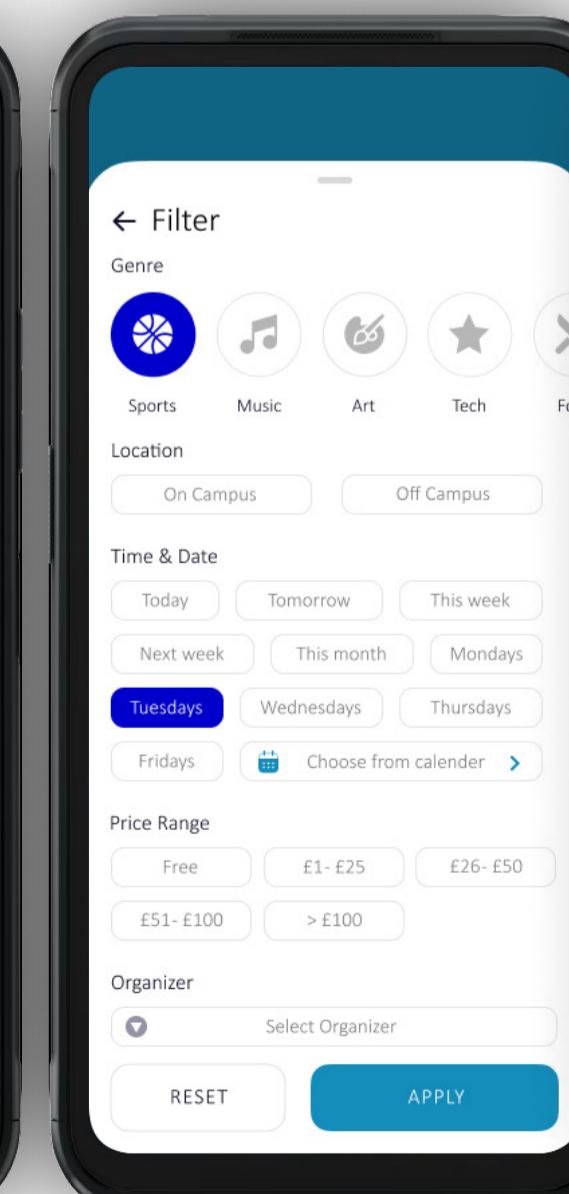 ← Filter
Genre
Sports Music Art Tech Fo
Location
On Campus Off Campus
Time & Date
Today Tomorrow This week
Next week This month Mondays
Tuesdays Wednesdays Thursdays
Fridays Choose from calender >
Price Range
Free £1- £25 £26- £50
£51- £100 > £100
Organizer
Select Organizer
RESET APPLY